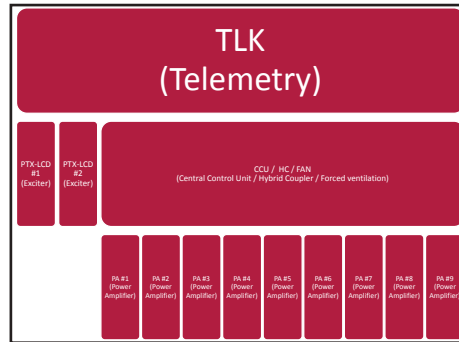 TLK
(Telemetry)
PTX-LCD
#1
(Exciter)
PTX-LCD
#2
(Exciter)
CCU / HC / FAN
(Central Control Unit / Hybrid Coupler / Forced ventilation)
PA #1
(Power
Amplifier)
PA #2
(Power
Amplifier)
PA #3
(Power
Amplifier)
PA #4
(Power
Amplifier)
PA #5
(Power
Amplifier)
PA #6
(Power
Amplifier)
PA #7
(Power
Amplifier)
PA #8
(Power
Amplifier)
PA #9
(Power
Amplifier)